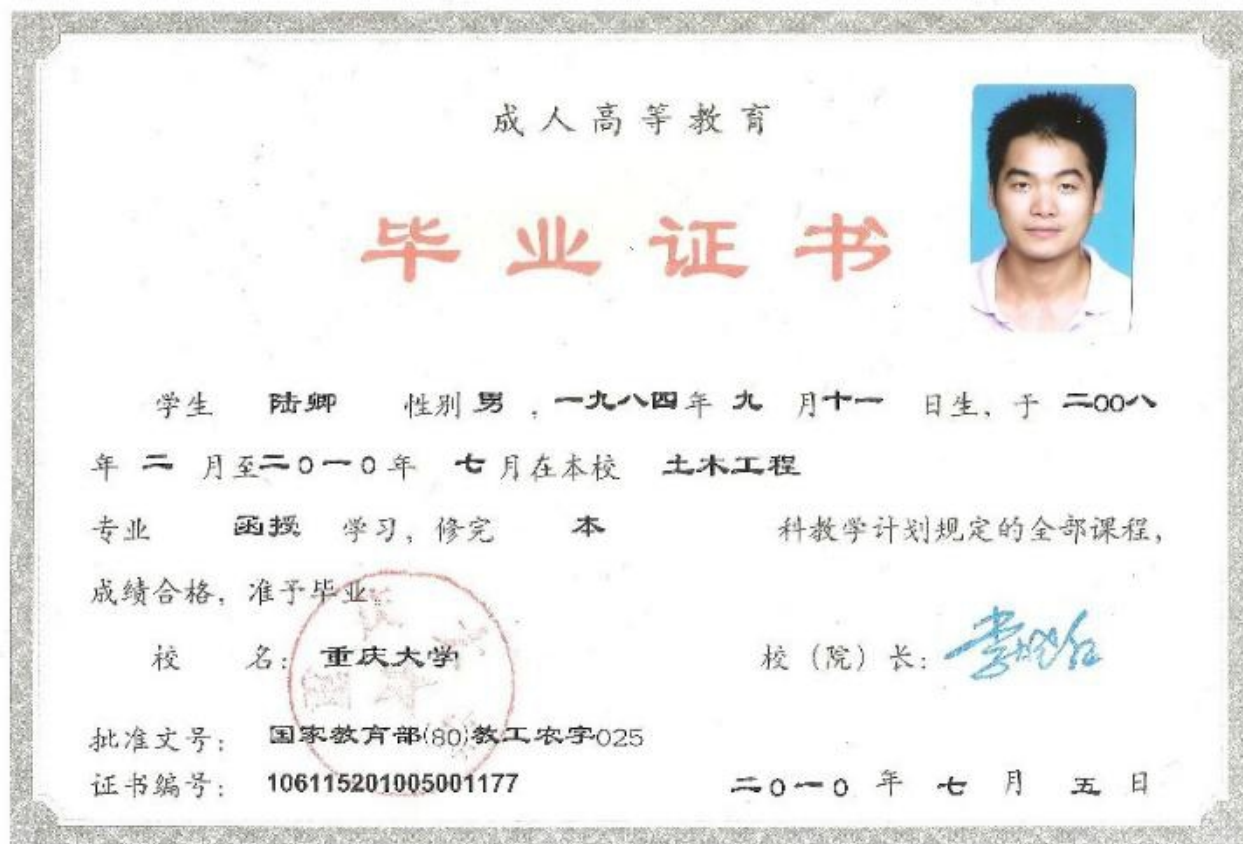 成人高等教育
毕业证书
学生 陆卿 性别 男 ，一九八四年 九 月十一 日生，于 二00八
年 二 月至二0一0年 七月在本校 土木工程
专业 函授 学习，修完 本 科教学计划规定的全部课程，
成绩合格，准予毕业。
校 名：重庆大学 校（院）长：
批准文号：国家教育部(80)教工农字025
证书编号：106115201005001177 二0一0 年 七 月 五 日